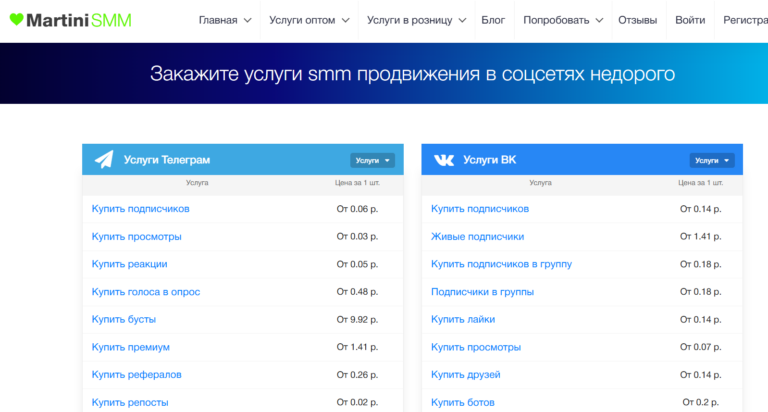 MartiniSMM Главная Услуги оптом Услуги в розницу Блог Попробовать Отзывы Войти Регистра
Закажите услуги smm продвижения в соцсетях недорого
Услуги Телеграм Услуги
Услуга Цена за 1 шт.
Купить подписчиков От 0.06 р.
Купить просмотры От 0.03 р.
Купить реакции От 0.05 р.
Купить голоса в опрос От 0.48 р.
Купить бусты От 9.92 р.
Купить премиум От 1.41 р.
Купить рефералов От 0.26 р.
Купить репосты От 0.02 р.
Услуги ВК Услуги
Услуга Цена за 1 шт.
Купить подписчиков От 0.14 р.
Живые подписчики От 1.41 р.
Купить подписчиков в группу От 0.18 р.
Подписчики в группы От 0.18 р.
Купить лайки От 0.14 р.
Купить просмотры От 0.07 р.
Купить друзей От 0.14 р.
Купить ботов От 0.2 р.